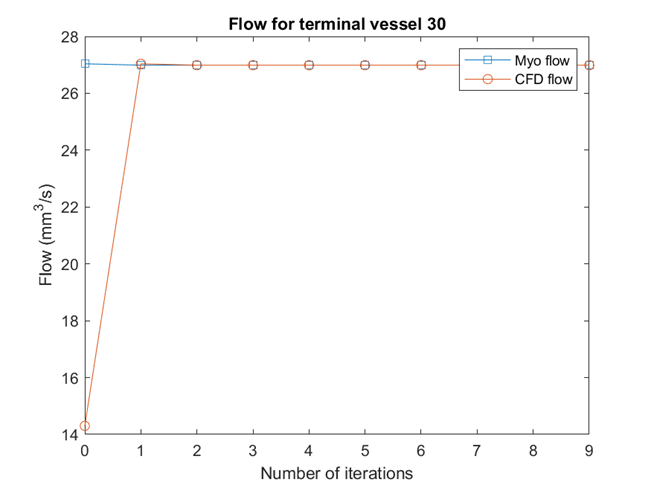 Flow for terminal vessel 30
28
26
24
22
20
18
16
14
Flow (mm³/s)
Myo flow
CFD flow
0 1 2 3 4 5 6 7 8 9
Number of iterations